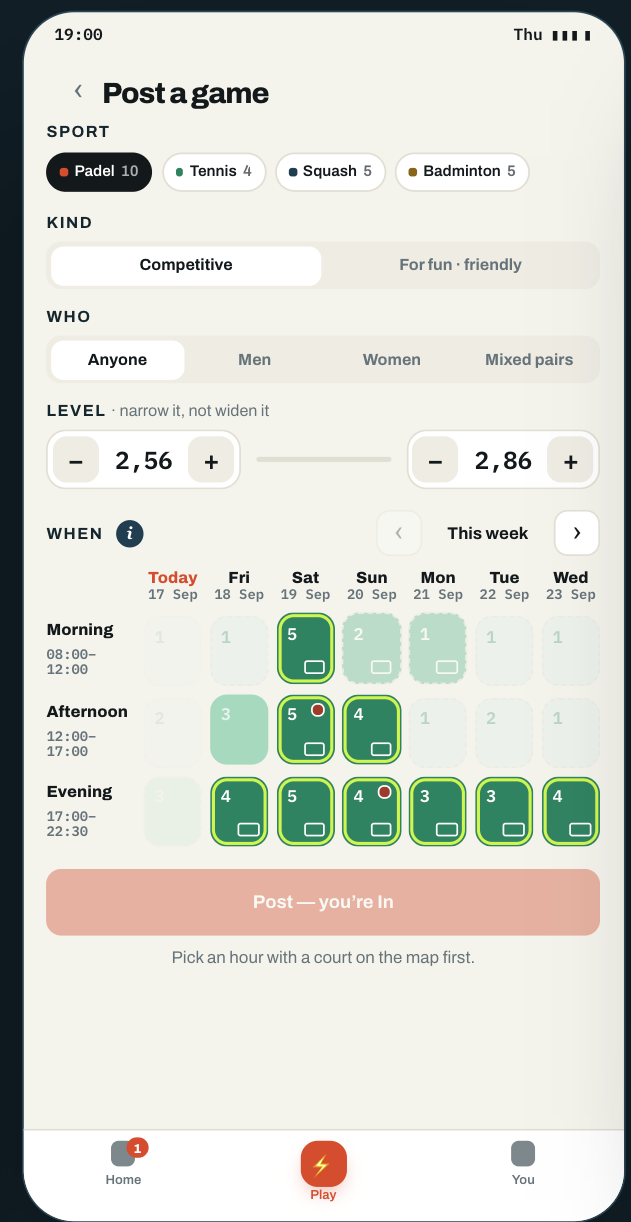 19:00 Thu
‹ Post a game
SPORT
Padel 10 Tennis 4 Squash 5 Badminton 5
KIND
Competitive For fun · friendly
WHO
Anyone Men Women Mixed pairs
LEVEL · narrow it, not widen it
− 2,56 + − 2,86 +
WHEN i ‹ This week ›
Today Fri Sat Sun Mon Tue Wed
17 Sep 18 Sep 19 Sep 20 Sep 21 Sep 22 Sep 23 Sep
Morning 1 1 5 2 1 1 1
08:00–
12:00
Afternoon 2 3 5 4 1 2 1
12:00–
17:00
Evening 3 4 5 4 3 3 4
17:00–
22:30
Post — you’re In
Pick an hour with a court on the map first.
1
Home Play You